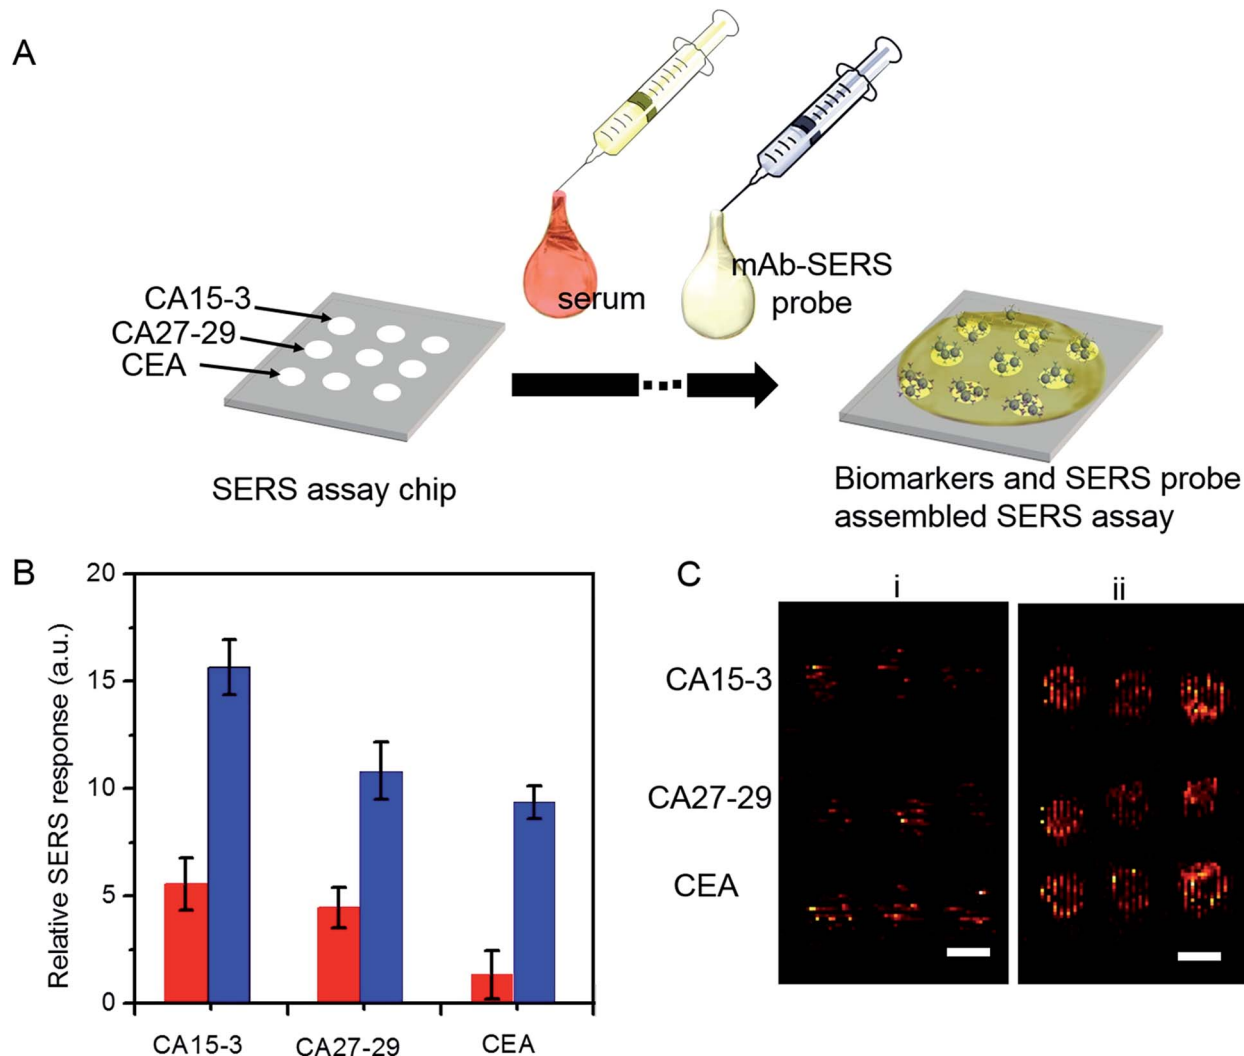 A
serum
mAb-SERS
probe
CA15-3
CA27-29
CEA
SERS assay chip
Biomarkers and SERS probe
assembled SERS assay
B
Relative SERS response (a.u.)
20
15
10
5
0
CA15-3
CA27-29
CEA
C
i
ii
CA15-3
CA27-29
CEA